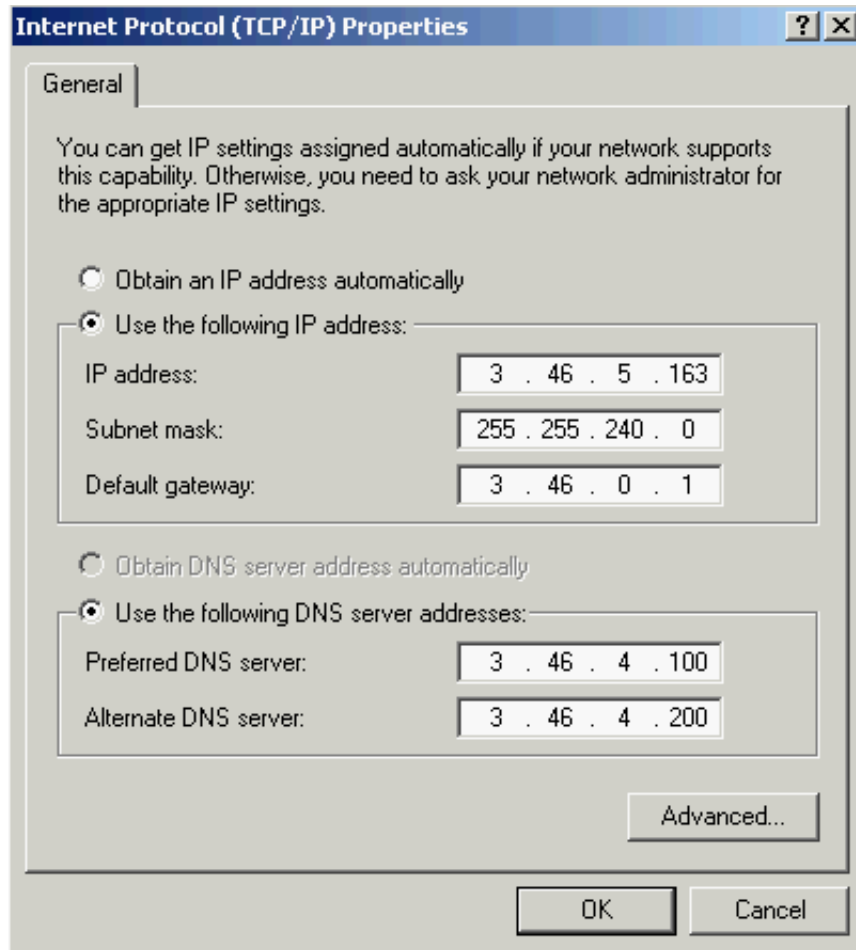 Internet Protocol (TCP/IP) Properties
General
You can get IP settings assigned automatically if your network supports
this capability. Otherwise, you need to ask your network administrator for
the appropriate IP settings.
Obtain an IP address automatically
Use the following IP address:
IP address: 3 . 46 . 5 . 163
Subnet mask: 255 . 255 . 240 . 0
Default gateway: 3 . 46 . 0 . 1
Obtain DNS server address automatically
Use the following DNS server addresses:
Preferred DNS server: 3 . 46 . 4 . 100
Alternate DNS server: 3 . 46 . 4 . 200
Advanced...
OK Cancel